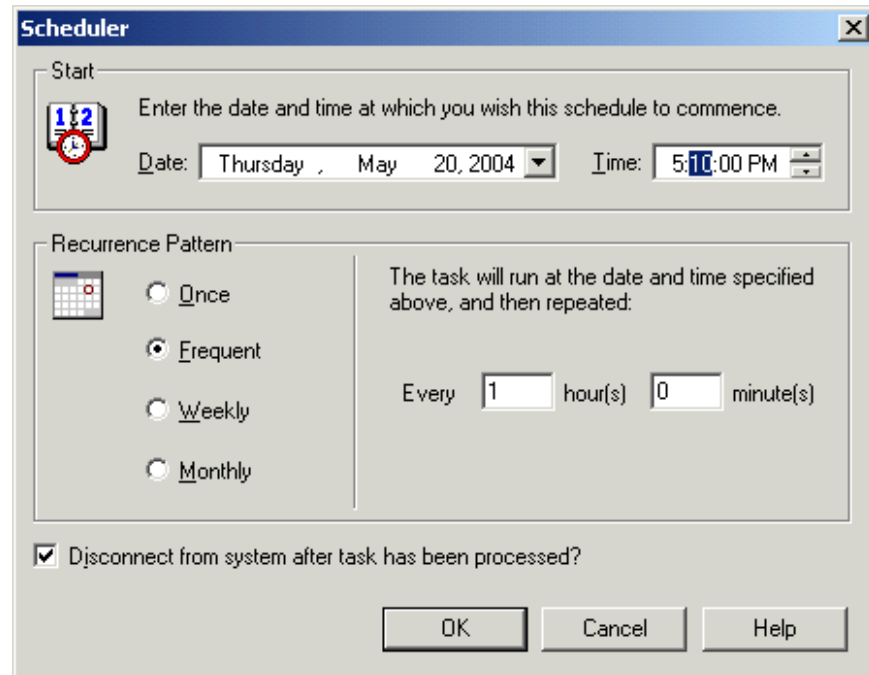 Scheduler
Start
1 2
Enter the date and time at which you wish this schedule to commence.
Date: Thursday , May 20, 2004 Time: 5:10:00 PM
Recurrence Pattern
Once
Frequent
Weekly
Monthly
The task will run at the date and time specified
above, and then repeated:
Every 1 hour(s) 0 minute(s)
Disconnect from system after task has been processed?
OK Cancel Help